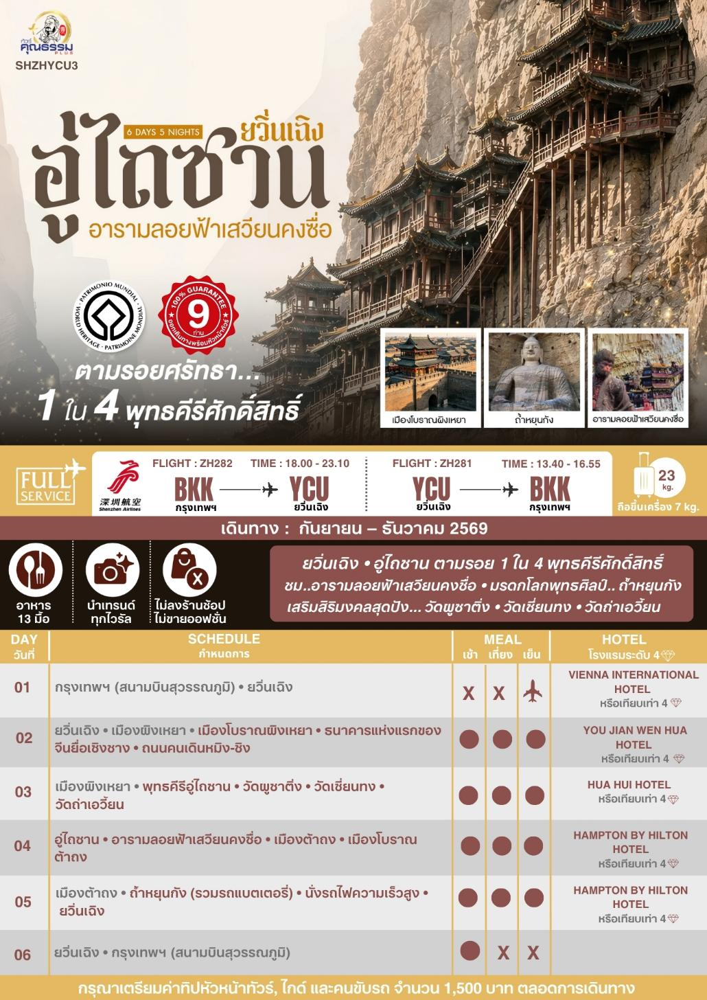 ทัวร์
คุณธรรม
PLUS
SHZHYCU3
6 DAYS 5 NIGHTS
ยวิ่นเฉิง
อู่ไถซาน
อารามลอยฟ้าเสวียนคงซื่อ
PATRIMONIO MUNDIAL • WORLD HERITAGE • PATRIMOINE MONDIAL
100% GUARANTEE
9
ท่าน
ออกเดินทางพร้อมหัวหน้าทัวร์
ตามรอยศรัทธา...
1 ใน 4 พุทธคีรีศักดิ์สิทธิ์
เมืองโบราณผิงเหยา
ถ้ำหยุนกัง
อารามลอยฟ้าเสวียนคงซื่อ
FULL
SERVICE
深圳航空
Shenzhen Airlines
FLIGHT : ZH282 TIME : 18.00 - 23.10
BKK YCU
กรุงเทพฯ ยวิ่นเฉิง
FLIGHT : ZH281 TIME : 13.40 - 16.55
YCU BKK
ยวิ่นเฉิง กรุงเทพฯ
23
kg.
ถือขึ้นเครื่อง 7 kg.
เดินทาง : กันยายน – ธันวาคม 2569
อาหาร
13 มื้อ
นำเทรนด์
ทุกไวรัล
X
ไม่ลงร้านช้อป
ไม่ขายออฟชั่น
ยวิ่นเฉิง • อู่ไถซาน ตามรอย 1 ใน 4 พุทธคีรีศักดิ์สิทธิ์
ชม..อารามลอยฟ้าเสวียนคงซื่อ • มรดกโลกพุทธศิลป์.. ถ้ำหยุนกัง
เสริมสิริมงคลสุดปัง... วัดพูซาติ่ง • วัดเซี่ยนทง • วัดถ่าเอวี้ยน
DAY SCHEDULE MEAL HOTEL
วันที่ กำหนดการ เช้า เที่ยง เย็น โรงแรมระดับ 4
01 กรุงเทพฯ (สนามบินสุวรรณภูมิ) • ยวิ่นเฉิง X X
VIENNA INTERNATIONAL
HOTEL
หรือเทียบเท่า 4
02 ยวิ่นเฉิง • เมืองผิงเหยา • เมืองโบราณผิงเหยา • ธนาคารแห่งแรกของ
จีนยื่อเซิงชาง • ถนนคนเดินหมิง-ชิง
YOU JIAN WEN HUA
HOTEL
หรือเทียบเท่า 4
03 เมืองผิงเหยา • พุทธคีรีอู่ไถซาน • วัดพูซาติ่ง • วัดเซี่ยนทง •
วัดถ่าเอวี้ยน
HUA HUI HOTEL
หรือเทียบเท่า 4
04 อู่ไถซาน • อารามลอยฟ้าเสวียนคงซื่อ • เมืองต้าถง • เมืองโบราณ
ต้าถง
HAMPTON BY HILTON
HOTEL
หรือเทียบเท่า 4
05 เมืองต้าถง • ถ้ำหยุนกัง (รวมรถแบตเตอรี่) • นั่งรถไฟความเร็วสูง •
ยวิ่นเฉิง
HAMPTON BY HILTON
HOTEL
หรือเทียบเท่า 4
06 ยวิ่นเฉิง • กรุงเทพฯ (สนามบินสุวรรณภูมิ) X X
กรุณาเตรียมค่าทิปหัวหน้าทัวร์, ไกด์ และคนขับรถ จำนวน 1,500 บาท ตลอดการเดินทาง